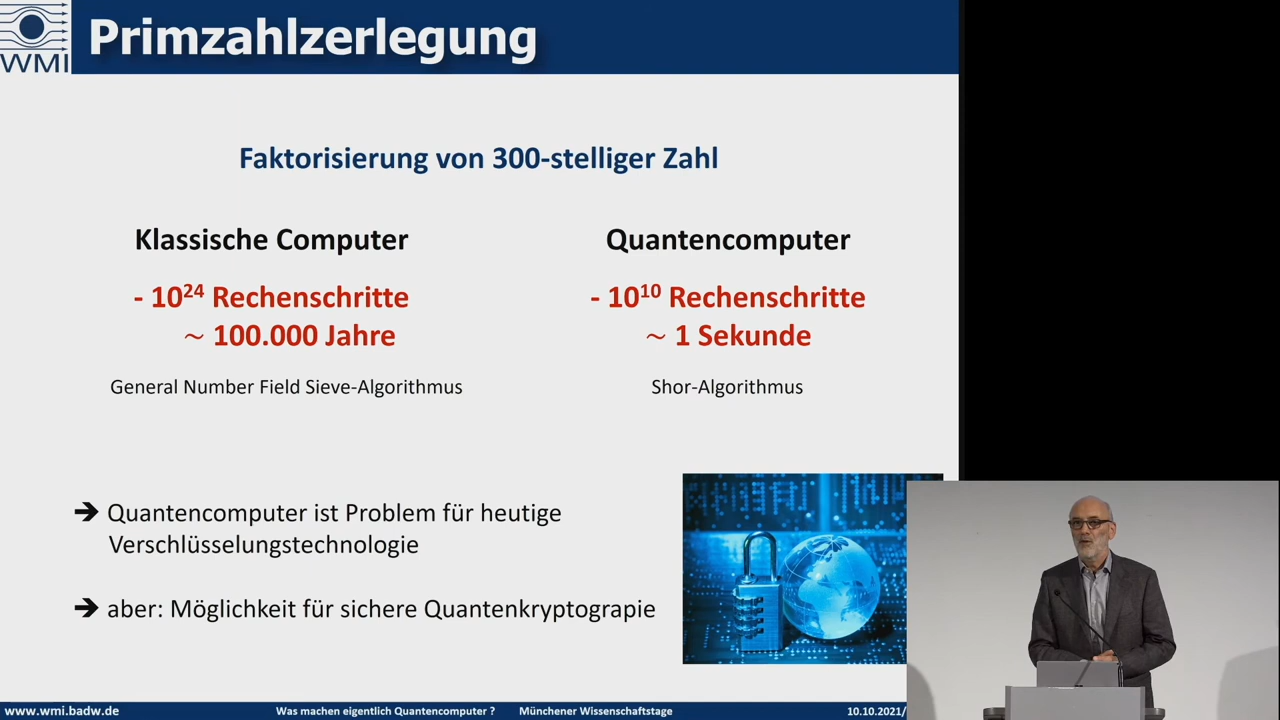 WMI
Primzahlzerlegung
Faktorisierung von 300-stelliger Zahl
Klassische Computer
- 10²⁴ Rechenschritte
~ 100.000 Jahre
General Number Field Sieve-Algorithmus
Quantencomputer
- 10¹⁰ Rechenschritte
~ 1 Sekunde
Shor-Algorithmus
➔ Quantencomputer ist Problem für heutige
Verschlüsselungstechnologie
➔ aber: Möglichkeit für sichere Quantenkryptograpie
www.wmi.badw.de
Was machen eigentlich Quantencomputer ?
Münchener Wissenschaftstage
10.10.2021/